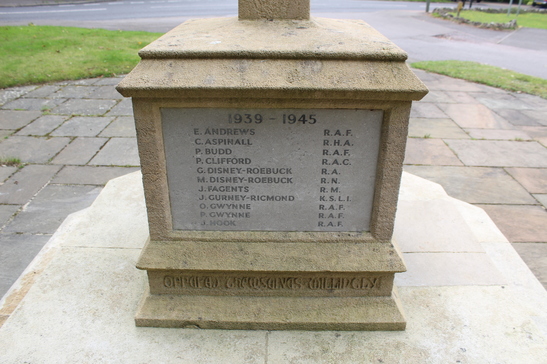 1939 - 1945
E. ANDREWS R.A.F.
C. ASPINALL R.H.A.
P. BUDD R.A.F.
P. CLIFFORD R.A.C.
G. DISNEY-ROEBUCK R.A.
M. DISNEY-ROEBUCK R.N.
J. FAGENTS R.M.
J. GURNEY-RICHMOND K.S.L.I.
O. GWYNNE R.A.F.
P. GWYNNE R.A.F.
J. HOOK R.A.F.